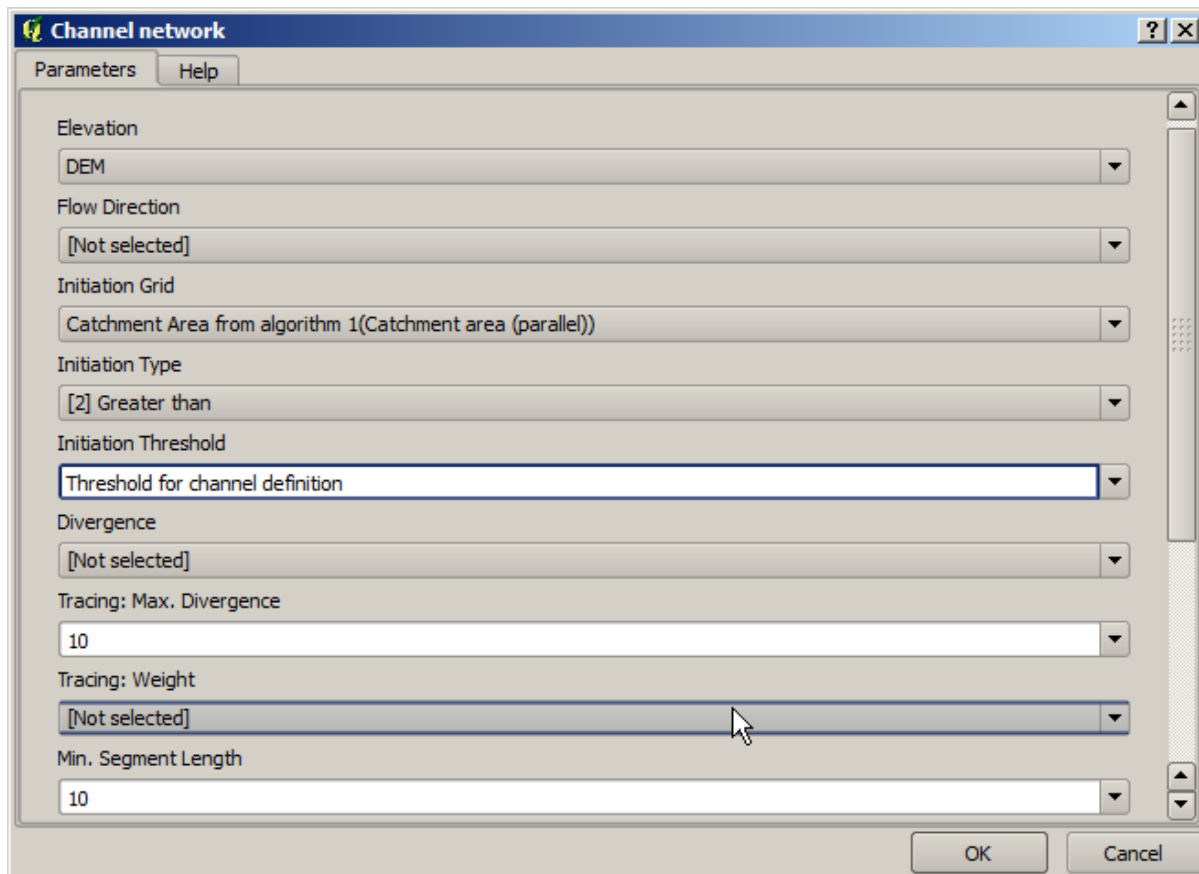 Channel network
Parameters Help
Elevation
DEM
Flow Direction
[Not selected]
Initiation Grid
Catchment Area from algorithm 1(Catchment area (parallel))
Initiation Type
[2] Greater than
Initiation Threshold
Threshold for channel definition
Divergence
[Not selected]
Tracing: Max. Divergence
10
Tracing: Weight
[Not selected]
Min. Segment Length
10
OK Cancel